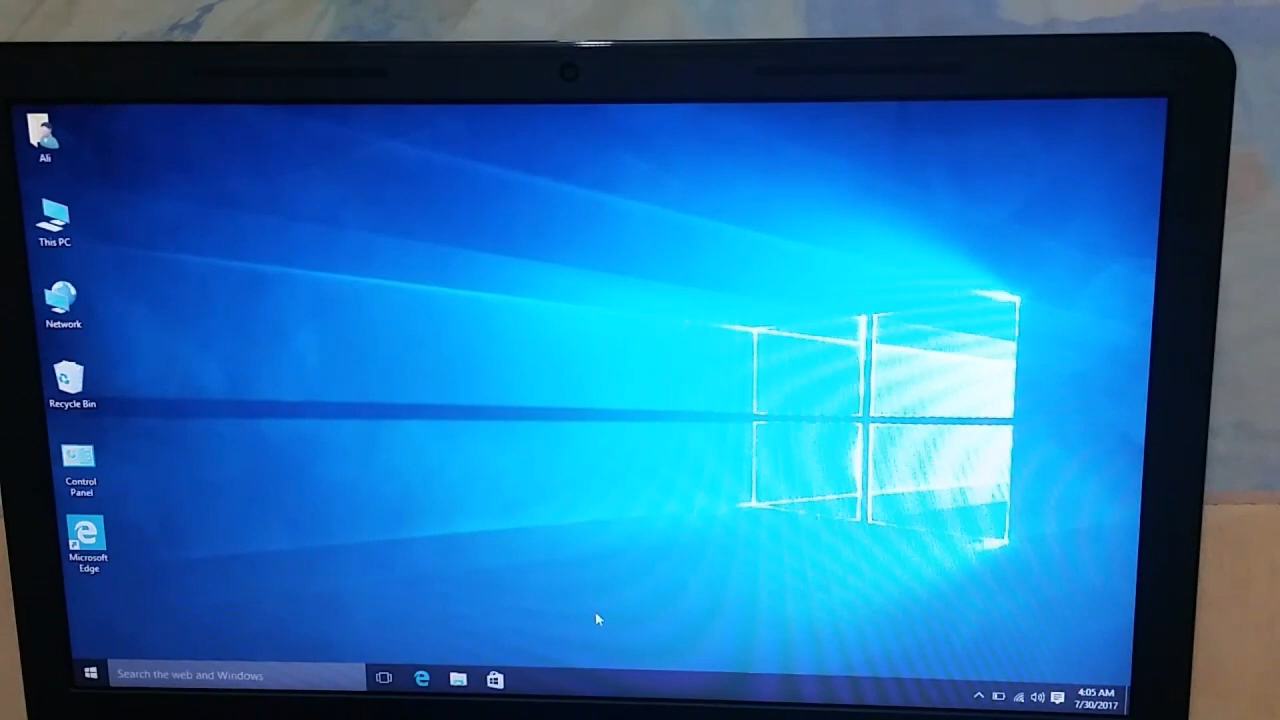 Ali
This PC
Network
Recycle Bin
Control
Panel
Microsoft
Edge
Search the web and Windows
4:05 AM
7/30/2017